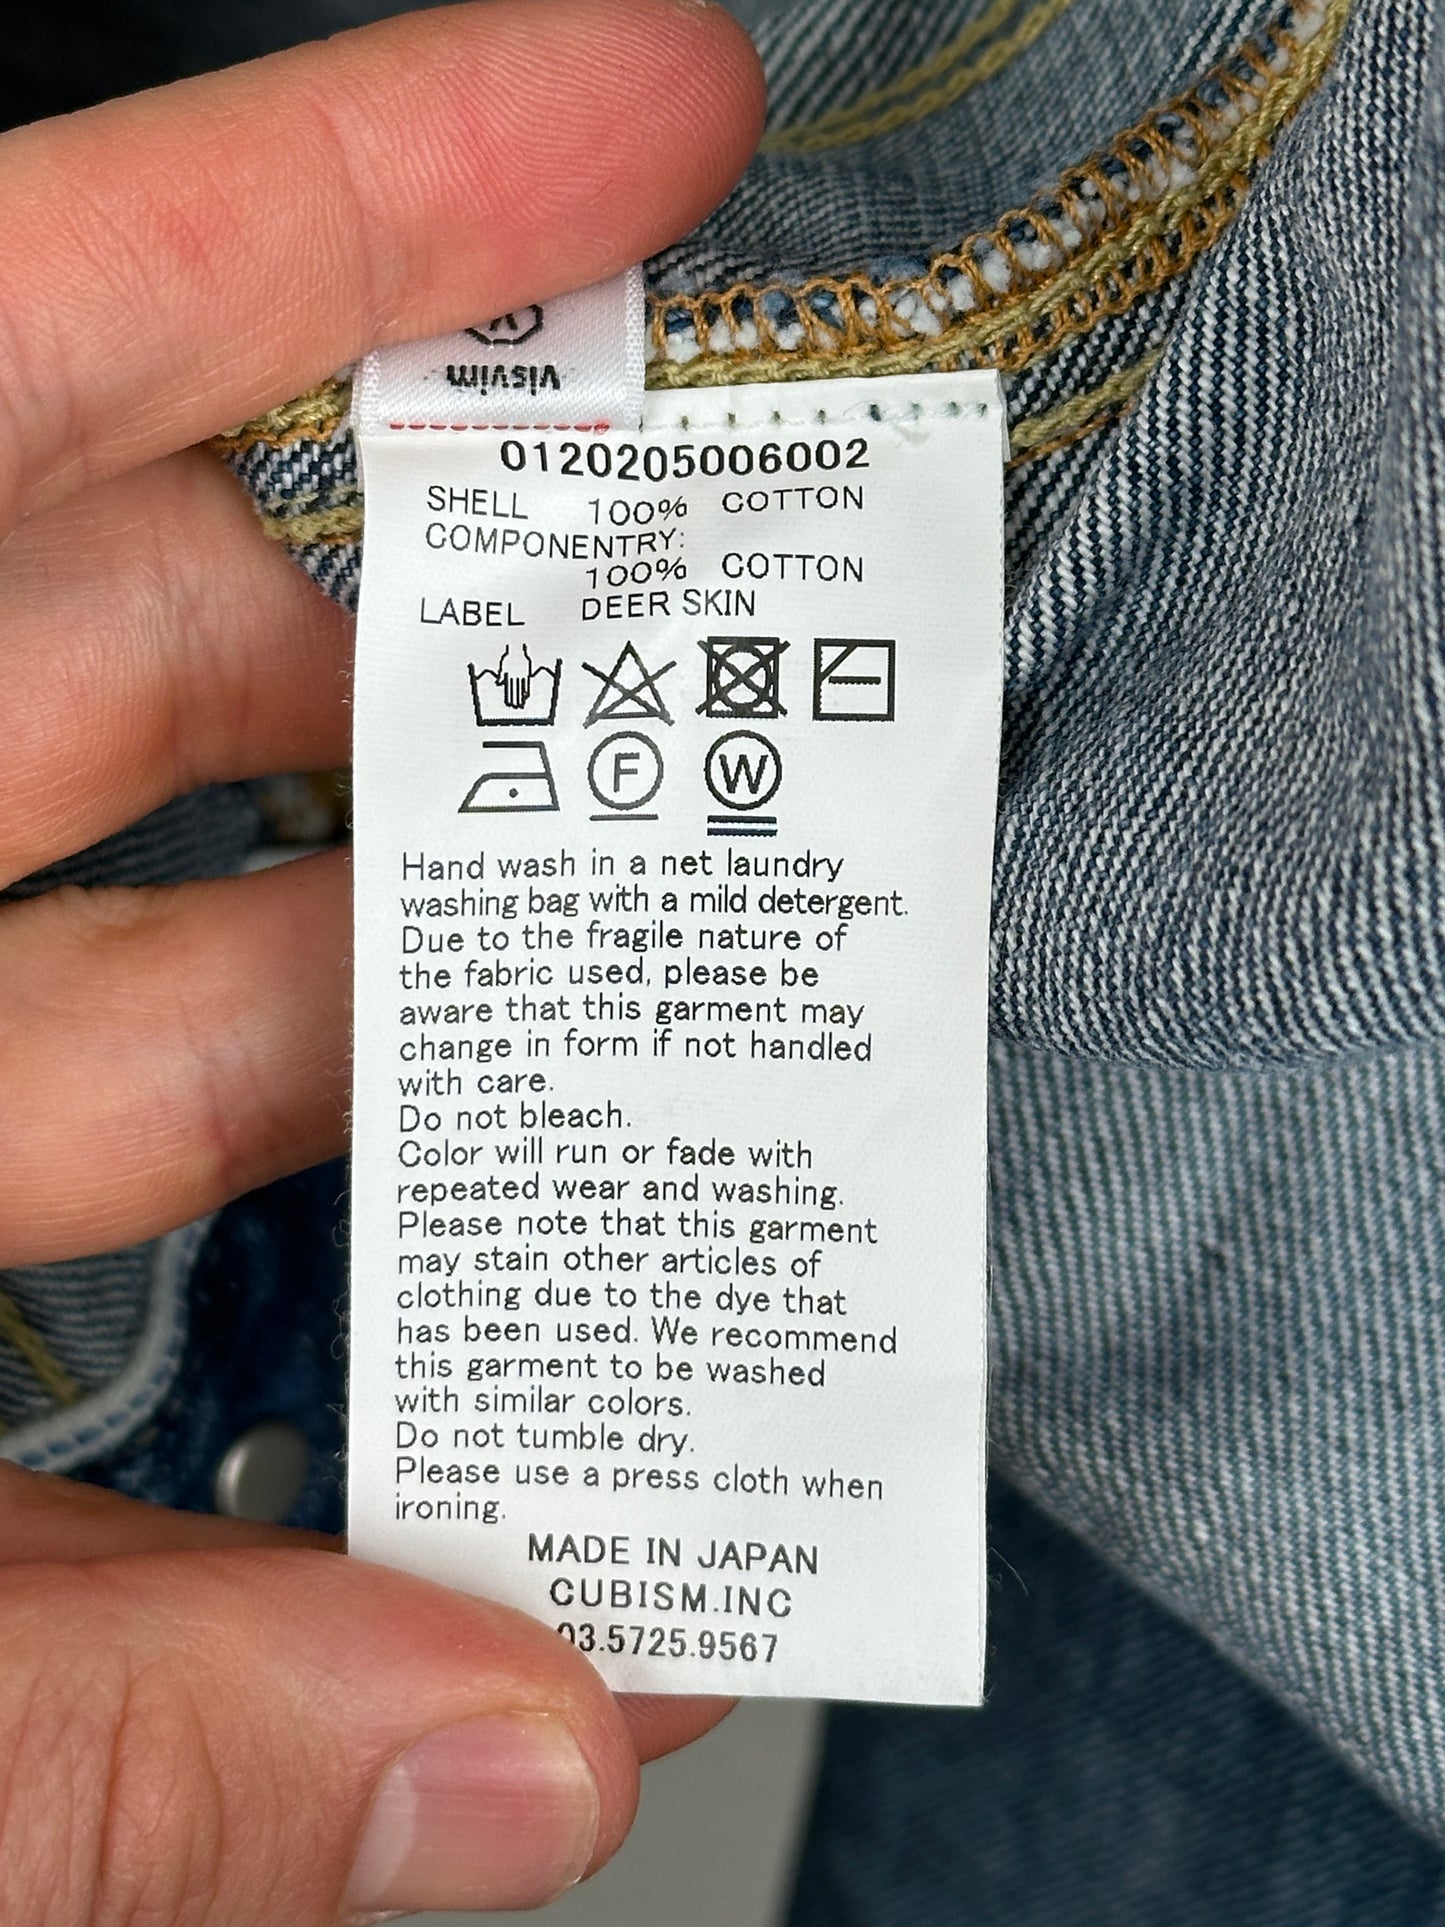 visvim
0120205006002
SHELL 100% COTTON
COMPONENTRY:
100% COTTON
LABEL DEER SKIN
F W
Hand wash in a net laundry
washing bag with a mild detergent.
Due to the fragile nature of
the fabric used, please be
aware that this garment may
change in form if not handled
with care.
Do not bleach.
Color will run or fade with
repeated wear and washing.
Please note that this garment
may stain other articles of
clothing due to the dye that
has been used. We recommend
this garment to be washed
with similar colors.
Do not tumble dry.
Please use a press cloth when
ironing.
MADE IN JAPAN
CUBISM.INC
03.5725.9567